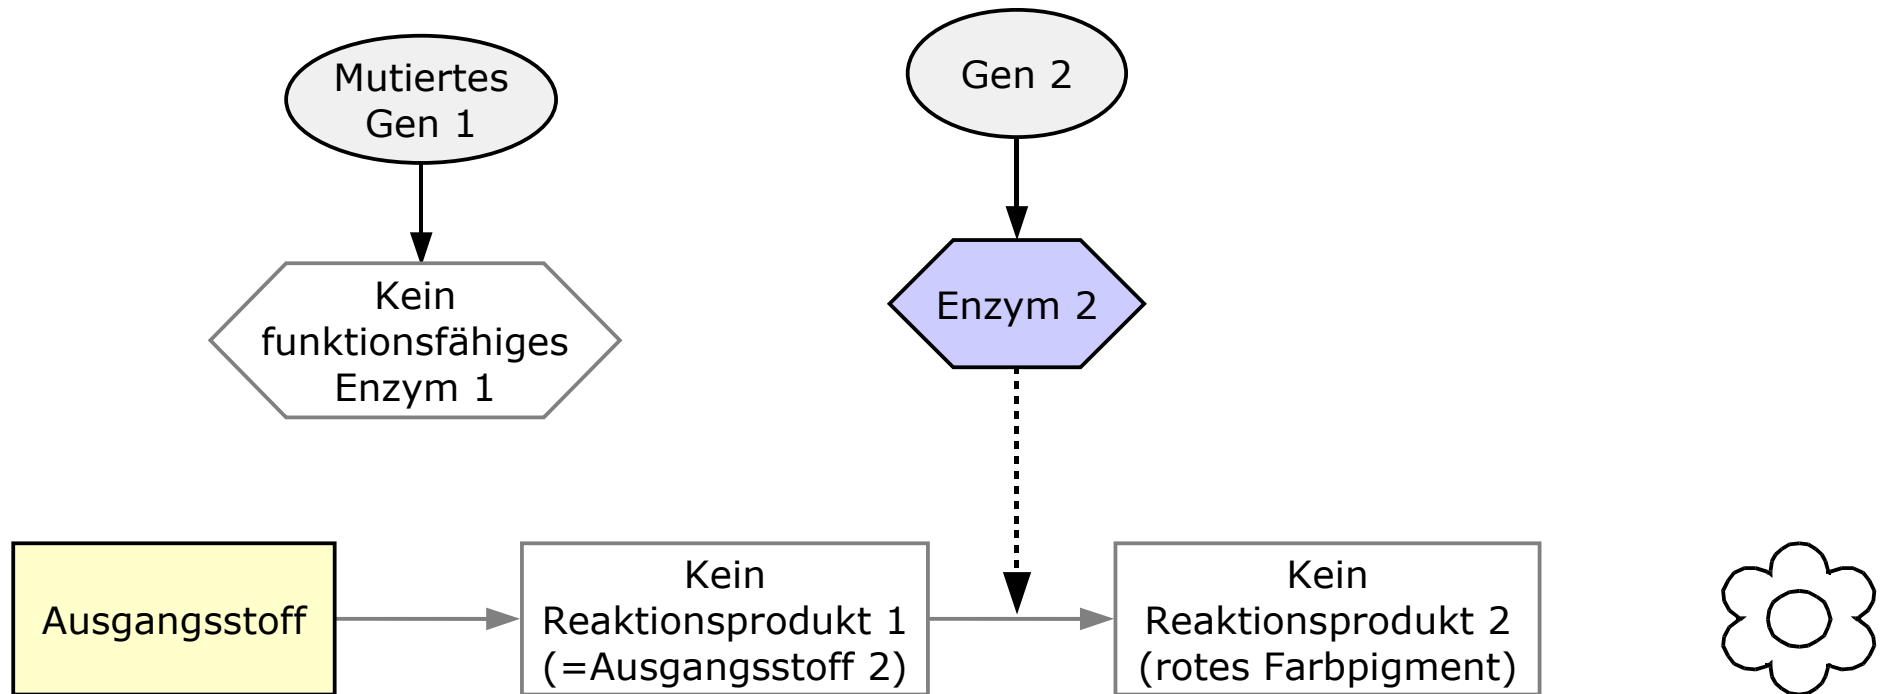 Mutiertes
Gen 1
Gen 2
Kein
funktionsfähiges
Enzym 1
Enzym 2
Ausgangsstoff
Kein
Reaktionsprodukt 1
(=Ausgangsstoff 2)
Kein
Reaktionsprodukt 2
(rotes Farbpigment)